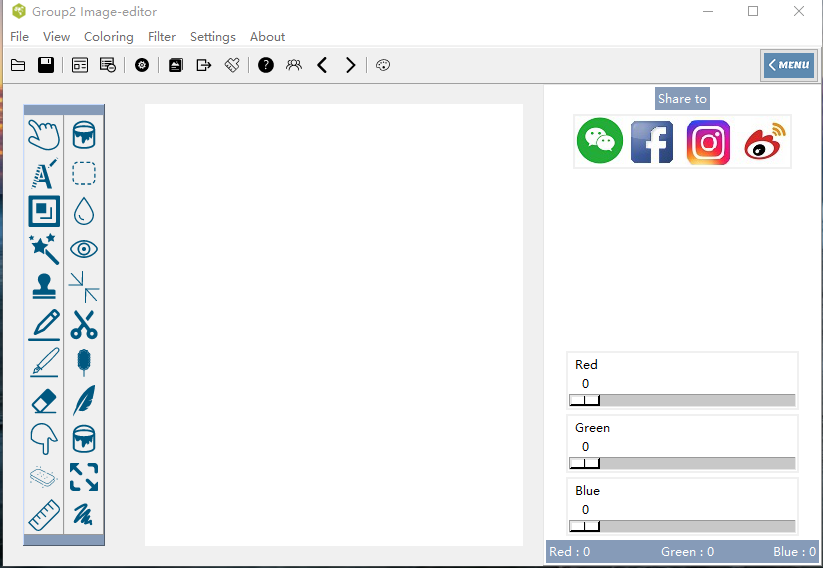 Group2 Image-editor
File View Coloring Filter Settings About
MENU
Share to
Red
0
Green
0
Blue
0
Red : 0 Green : 0 Blue : 0